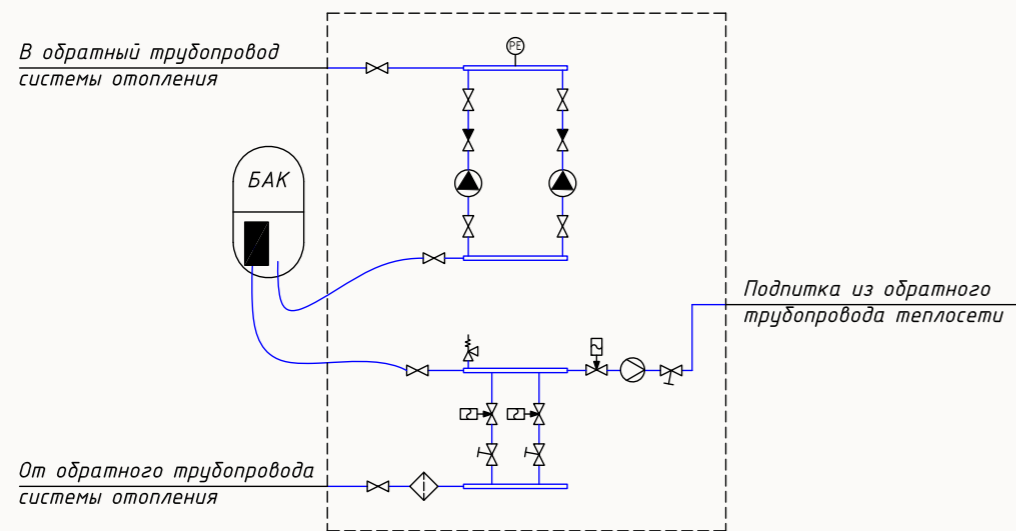 В обратный трубопровод
системы отопления
PE
БАК
Подпитка из обратного
трубопровода теплосети
От обратного трубопровода
системы отопления